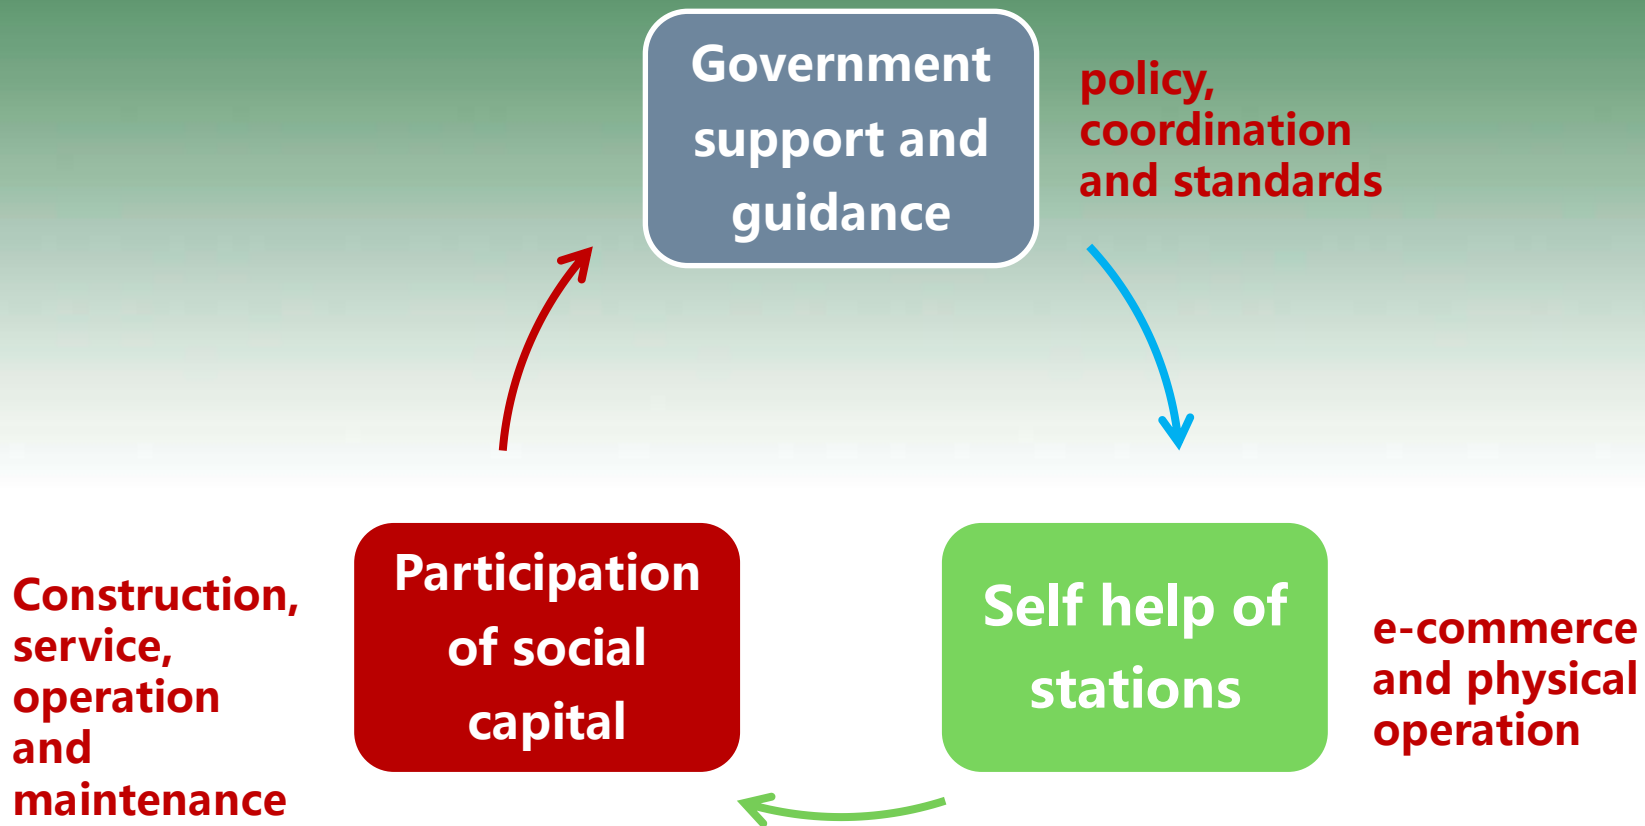 Government
support and
guidance
policy,
coordination
and standards
Participation
of social
capital
Construction,
service,
operation
and
maintenance
Self help of
stations
e-commerce
and physical
operation